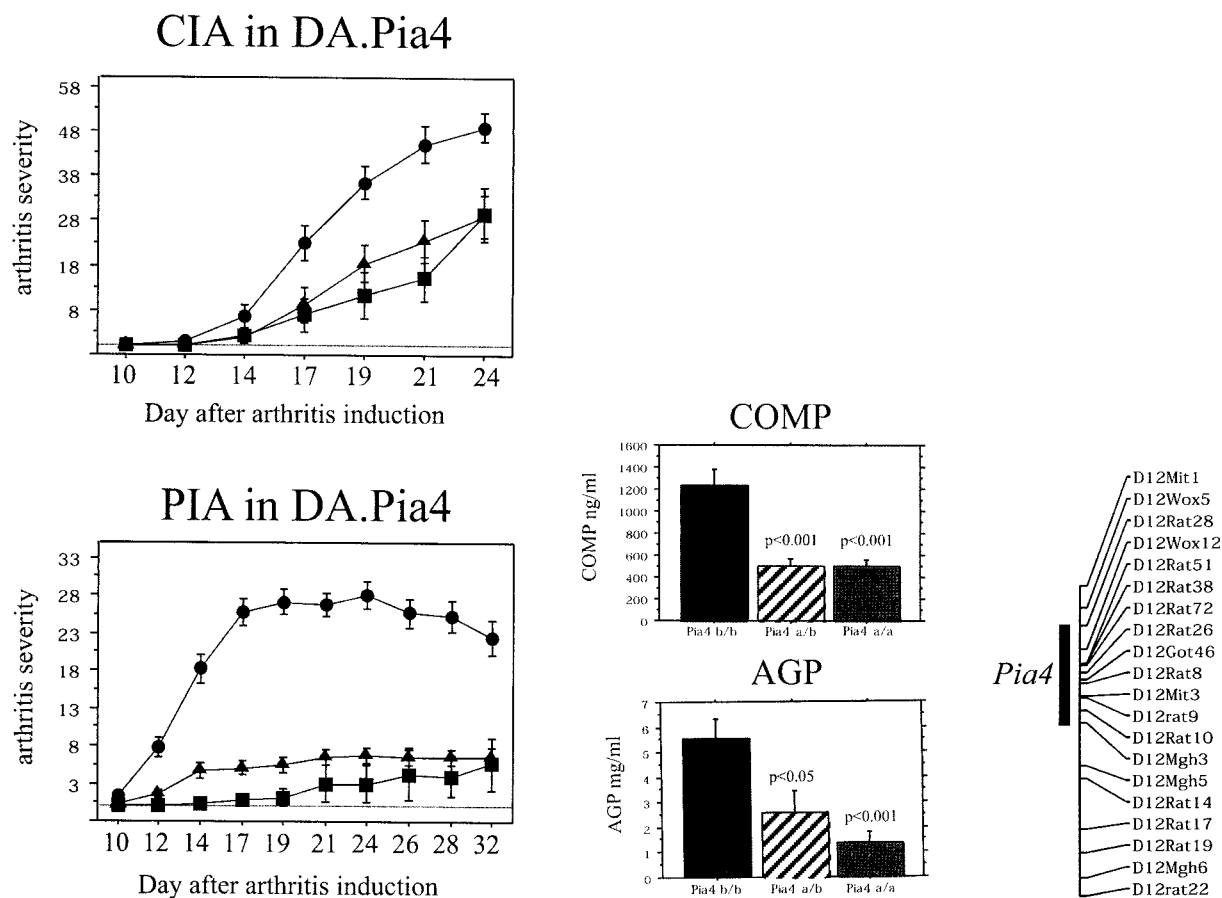 CIA in DA.Pia4
arthritis severity
58
48
38
28
18
8
10 12 14 17 19 21 24
Day after arthritis induction
PIA in DA.Pia4
arthritis severity
33
28
23
18
13
8
3
10 12 14 17 19 21 24 26 28 32
Day after arthritis induction
COMP
COMP ng/ml
1600
1400
1200
1000
800
600
400
200
0
p<0.001 p<0.001
Pia4 b/b Pia4 a/b Pia4 a/a
AGP
AGP mg/ml
7
6
5
4
3
2
1
0
p<0.05
p<0.001
Pia4 b/b Pia4 a/b Pia4 a/a
Pia4
D12Mit1
D12Wox5
D12Rat28
D12Wox12
D12Rat51
D12Rat38
D12Rat72
D12Rat26
D12Got46
D12Rat8
D12Mit3
D12rat9
D12Rat10
D12Mgh3
D12Mgh5
D12Rat14
D12Rat17
D12Rat19
D12Mgh6
D12rat22